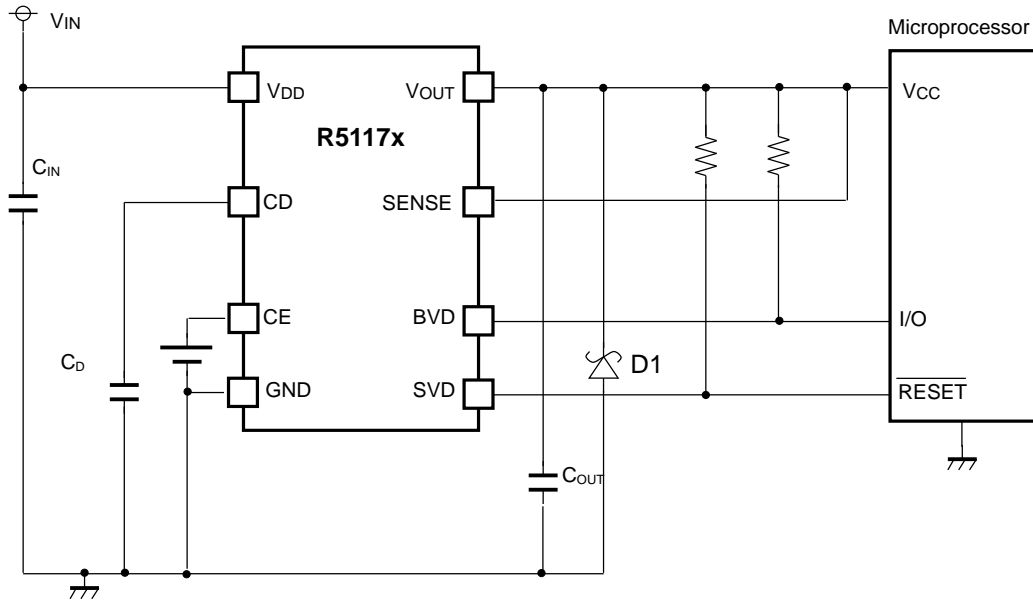 VIN
Microprocessor
VDD
VOUT
VCC
R5117x
CIN
CD
SENSE
CE
BVD
I/O
CD
GND
SVD
D1
RESET
COUT